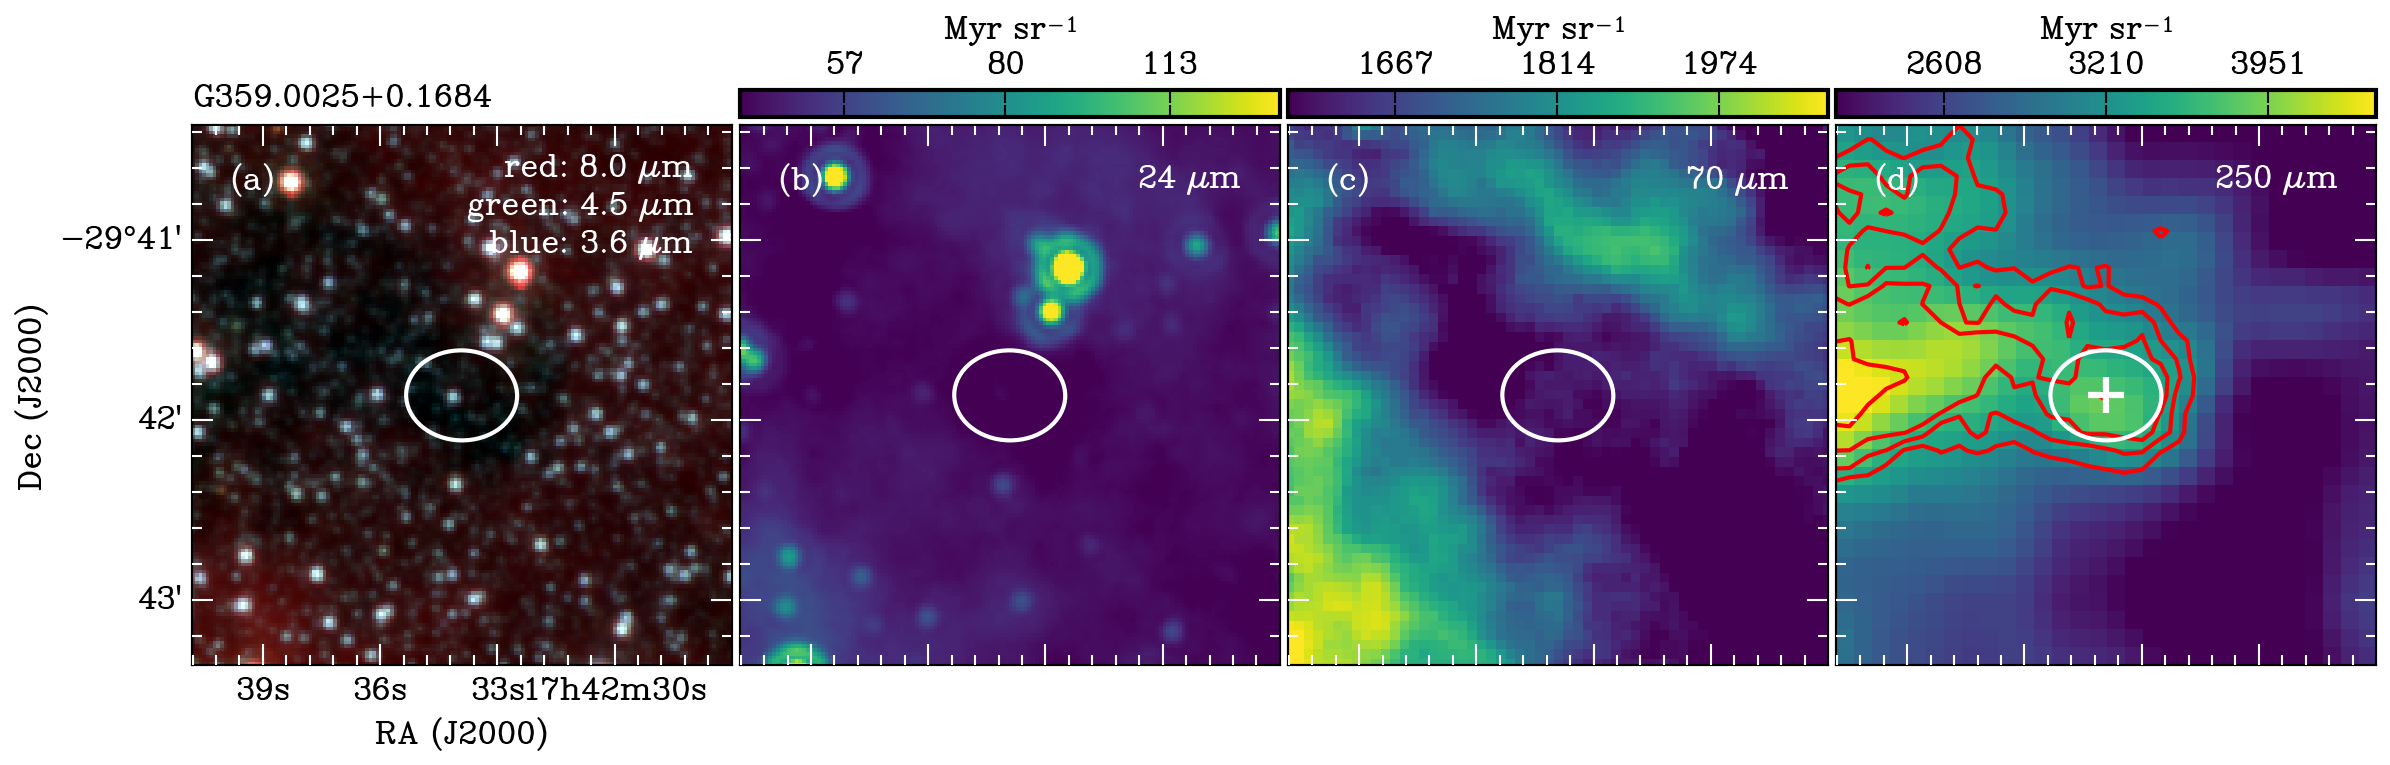 Myr sr⁻¹
57 80 113
Myr sr⁻¹
1667 1814 1974
Myr sr⁻¹
2608 3210 3951
G359.0025+0.1684
(a)
red: 8.0 μm
green: 4.5 μm
blue: 3.6 μm
(b)
24 μm
(c)
70 μm
(d)
250 μm
−29°41'
42'
43'
Dec (J2000)
39s 36s 33s17h42m30s
RA (J2000)